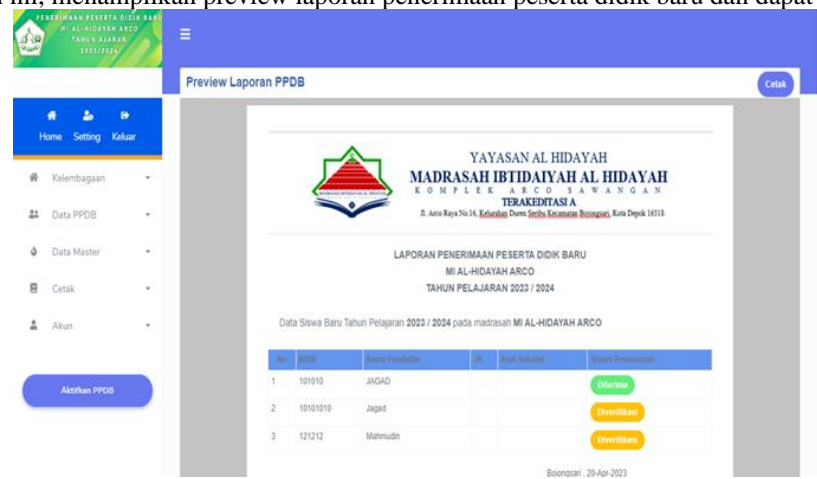 ini, menampilkan preview laporan penerimaan peserta didik baru dan dapat
PENERIMAAN PESERTA DIDIK BARU
MI AL-HIDAYAH ARCO
TAHUN AJARAN
2023/2024
Preview Laporan PPDB
Cetak
Home Setting Keluar
Kelembagaan
Data PPDB
Data Master
Cetak
Akun
Aktifkan PPDB
YAYASAN AL HIDAYAH
MADRASAH IBTIDAIYAH AL HIDAYAH
KOMPLEK ARCO SAWANGAN
TERAKEDITASI A
Jl. Arco Raya No.16, Kelurahan Duren Seribu Kecamatan Bojongsari, Kota Depok 16518.
LAPORAN PENERIMAAN PESERTA DIDIK BARU
MI AL-HIDAYAH ARCO
TAHUN PELAJARAN 2023 / 2024
Data Siswa Baru Tahun Pelajaran 2023 / 2024 pada madrasah MI AL-HIDAYAH ARCO
No NISN Nama Pendaftar JK Asal Sekolah Status Penerimaan
1 101010 JAGAD Diterima
2 10101010 Jagad Diverifikasi
3 121212 Mahmudin Diverifikasi
Bojongsari , 20-Apr-2023